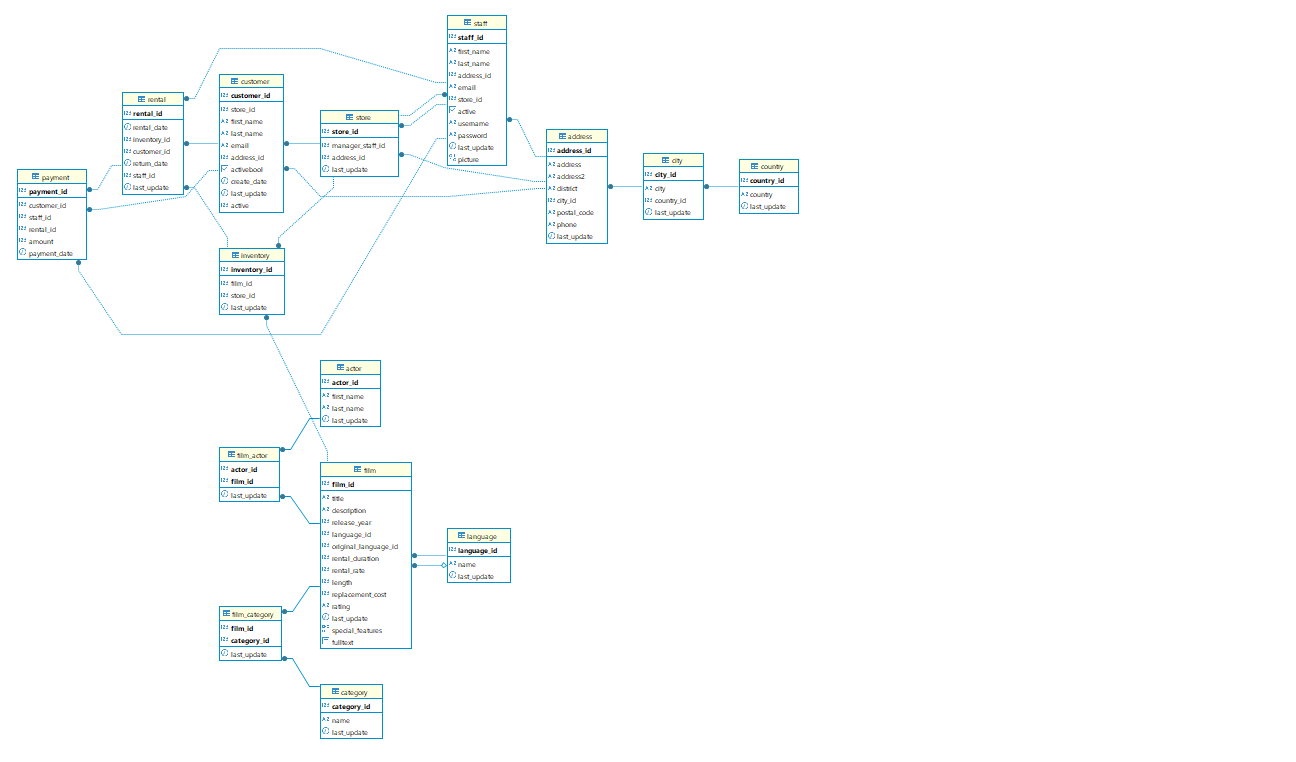 staff
staff_id
first_name
last_name
address_id
email
store_id
active
username
password
last_update
picture
customer
customer_id
store_id
first_name
last_name
email
address_id
activebool
create_date
last_update
active
rental
rental_id
rental_date
inventory_id
customer_id
return_date
staff_id
last_update
store
store_id
manager_staff_id
address_id
last_update
address
address_id
address
address2
district
city_id
postal_code
phone
last_update
city
city_id
city
country_id
last_update
country
country_id
country
last_update
payment
payment_id
customer_id
staff_id
rental_id
amount
payment_date
inventory
inventory_id
film_id
store_id
last_update
actor
actor_id
first_name
last_name
last_update
film_actor
actor_id
film_id
last_update
film
film_id
title
description
release_year
language_id
original_language_id
rental_duration
rental_rate
length
replacement_cost
rating
last_update
special_features
fulltext
language
language_id
name
last_update
film_category
film_id
category_id
last_update
category
category_id
name
last_update